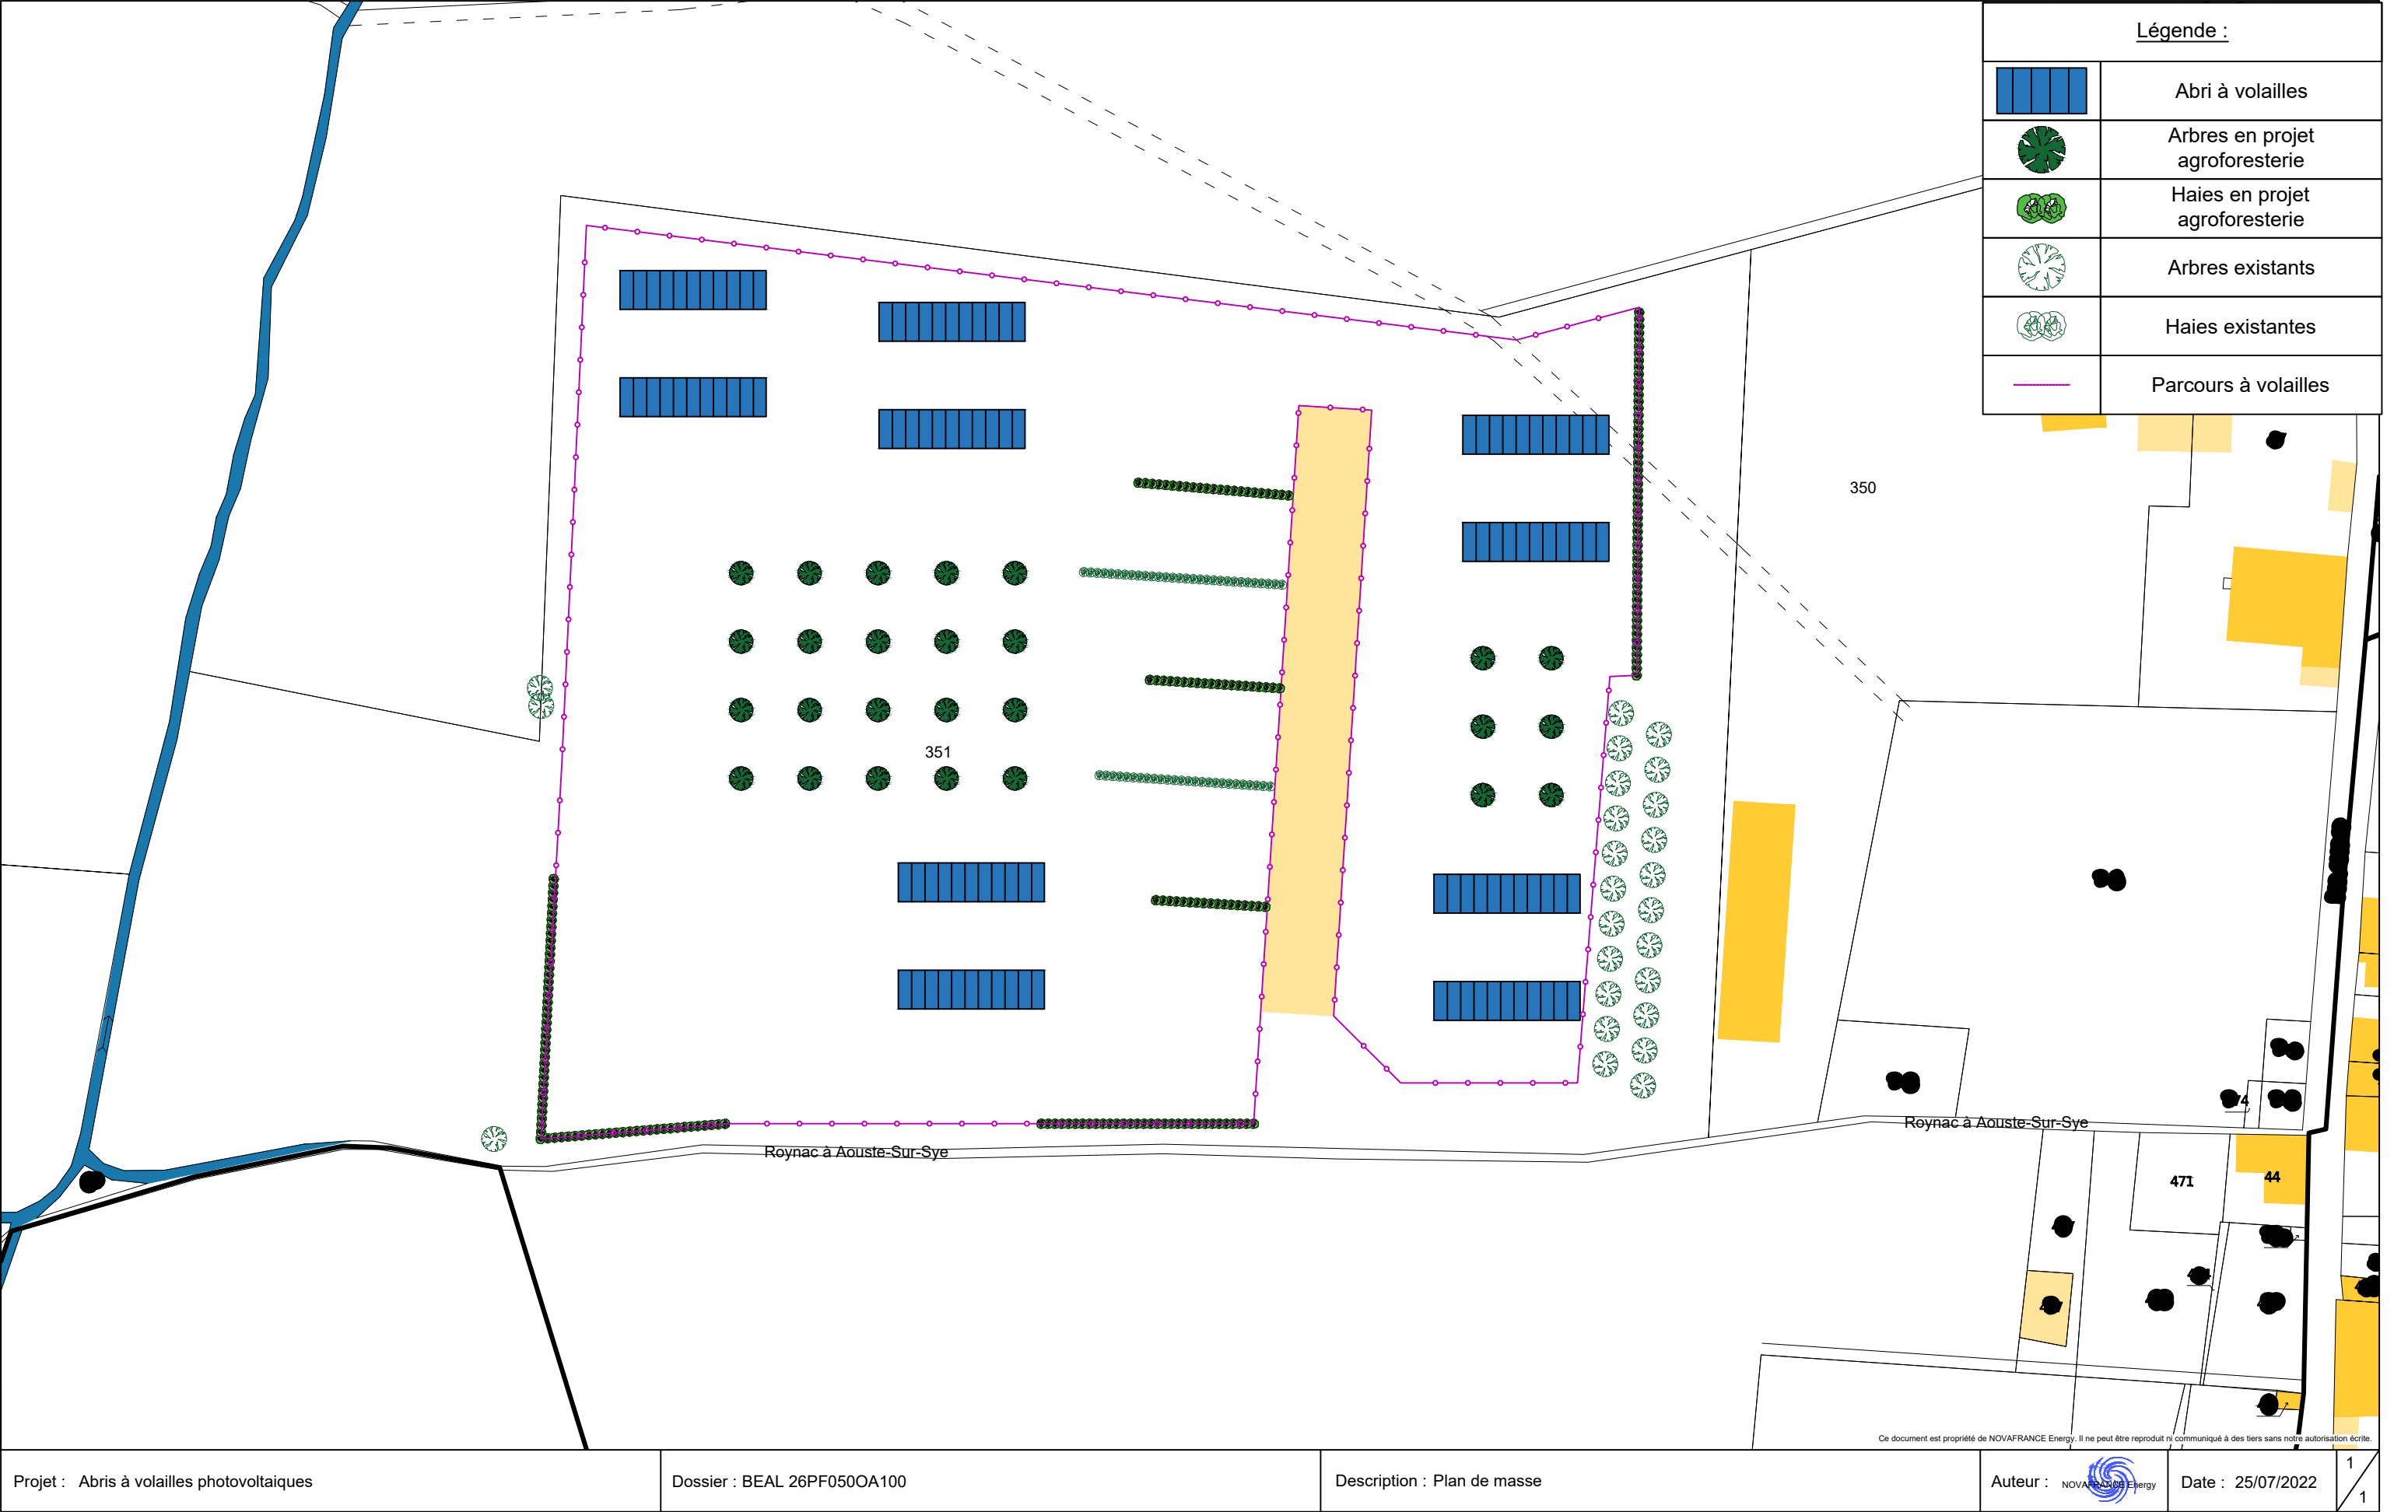 Légende :
Abri à volailles
Arbres en projet
agroforesterie
Haies en projet
agroforesterie
Arbres existants
Haies existantes
Parcours à volailles
350
351
74
Roynac à Aouste-Sur-Sye
Roynac à Aouste-Sur-Sye
471
44
Ce document est propriété de NOVAFRANCE Energy. Il ne peut être reproduit ni communiqué à des tiers sans notre autorisation écrite.
Projet : Abris à volailles photovoltaiques
Dossier : BEAL 26PF050OA100
Description : Plan de masse
Auteur :
NOVAFRANCE Energy
Date : 25/07/2022
1
1